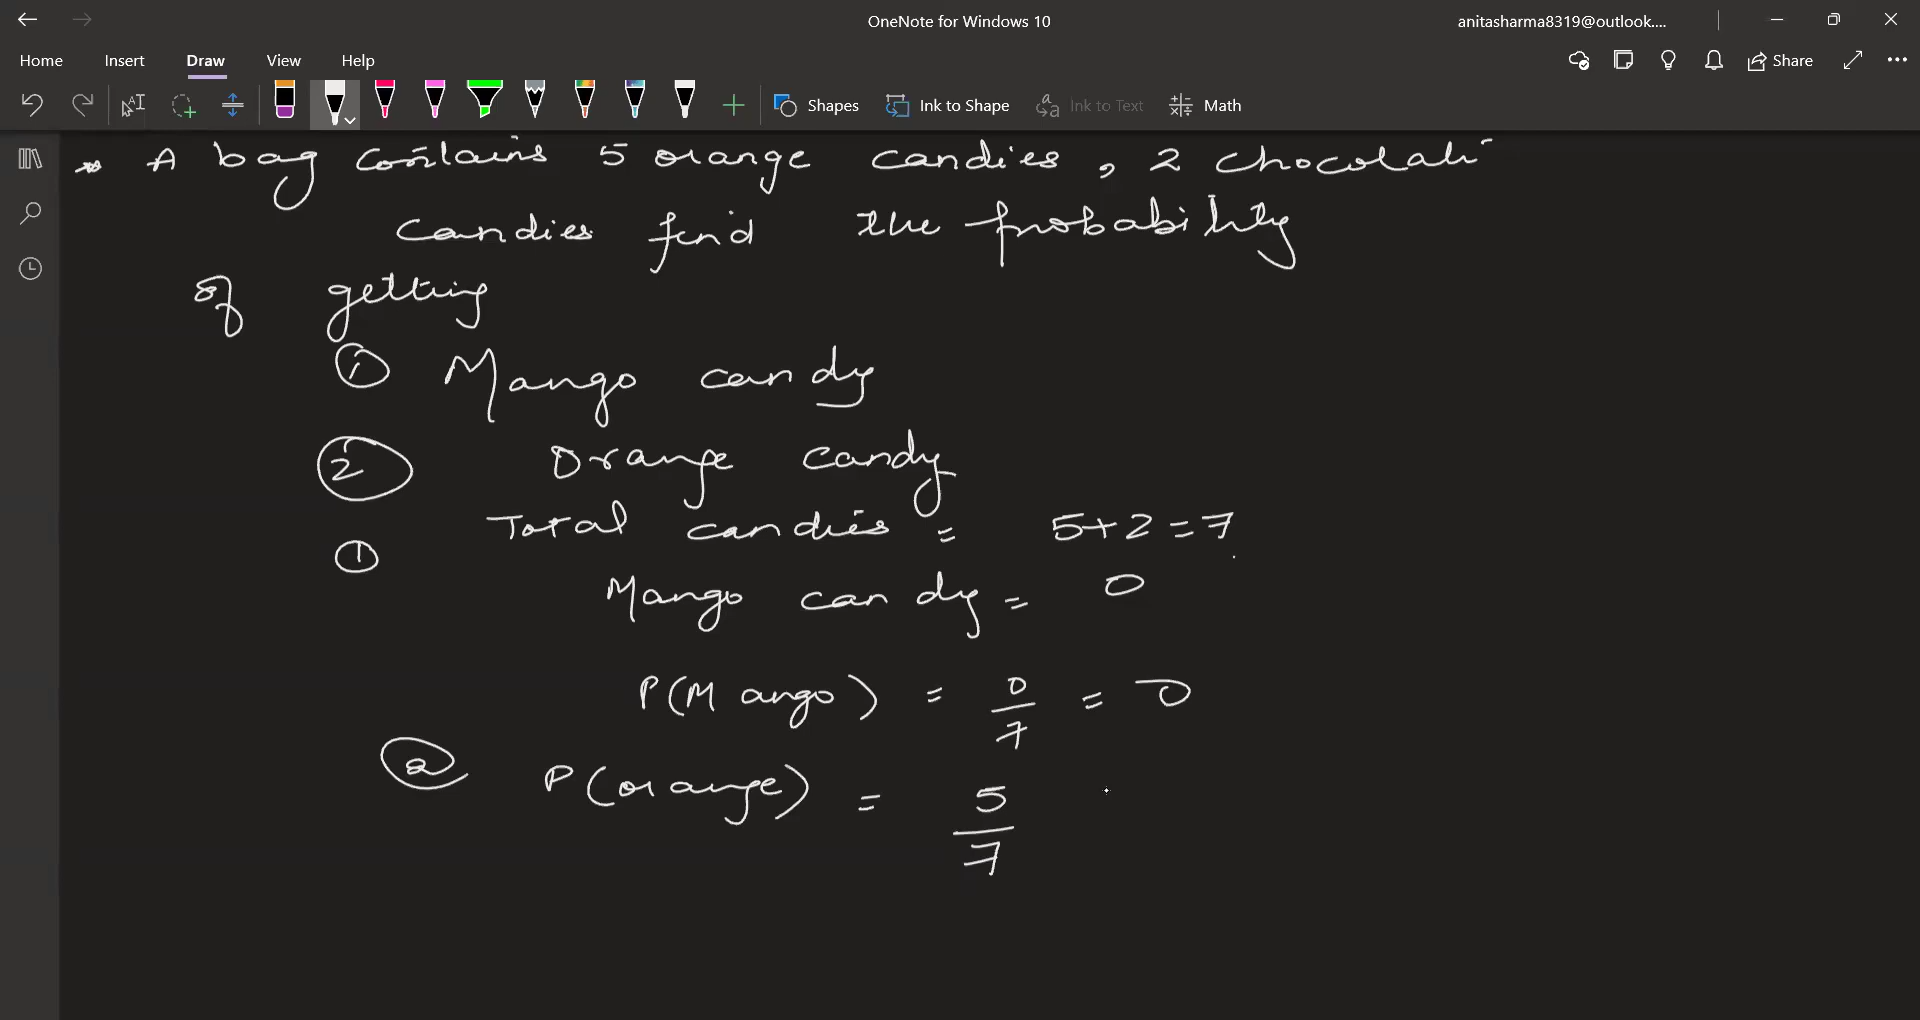 OneNote for Windows 10
anitasharma8319@outlook....
Home Insert Draw View Help
Share
Shapes Ink to Shape Ink to Text Math
A bag contains 5 orange candies, 2 chocolate
candies find the probability
of getting
① Mango candy
② Orange candy
Total candies = 5+2=7
①
Mango candy = 0
P(Mango) = 0/7 = 0
② P(orange) = 5/7